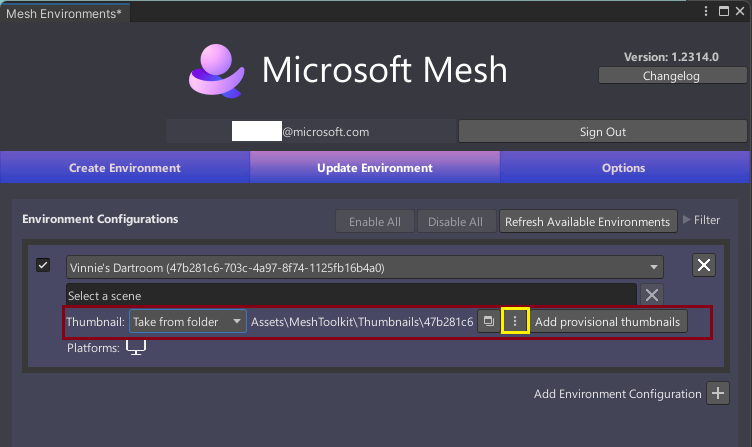 Mesh Environments*
Microsoft Mesh
Version: 1.2314.0
Changelog
@microsoft.com
Sign Out
Create Environment
Update Environment
Options
Environment Configurations
Enable All
Disable All
Refresh Available Environments
Filter
Vinnie's Dartroom (47b281c6-703c-4a97-8f74-1125fb16b4a0)
Select a scene
Thumbnail: Take from folder Assets\MeshToolkit\Thumbnails\47b281c6 Add provisional thumbnails
Platforms:
Add Environment Configuration